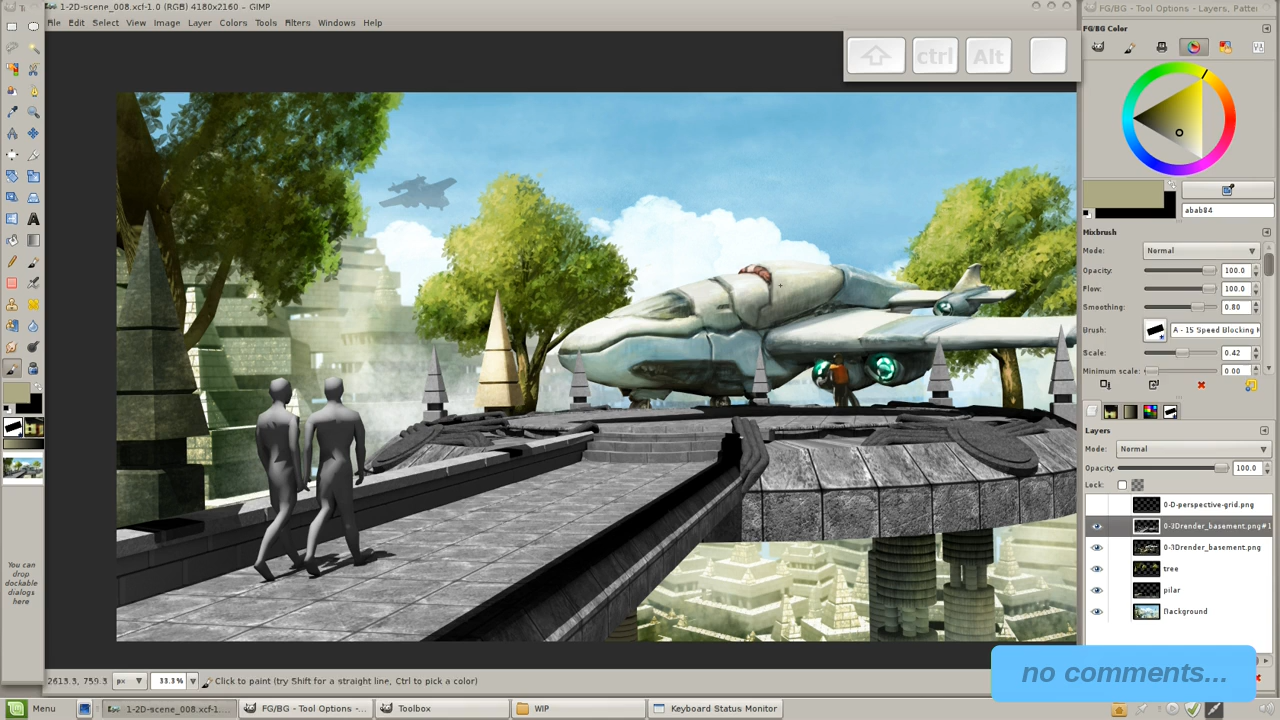 1-2D-scene_008.xcf-1.0 (RGB) 4180x2160 – GIMP
FG/BG - Tool Options - Layers, Patter
File Edit Select View Image Layer Colors Tools Filters Windows Help
FG/BG Color
ctrl Alt
abab84
Mixbrush
Mode: Normal
Opacity: 100.0
Flow: 100.0
Smoothing: 0.80
Brush: A - 15 Speed Blocking
Scale: 0.42
Minimum scale: 0.00
Layers
Mode: Normal
Opacity: 100.0
Lock:
0-D-perspective-grid.png
0-3Drender_basement.png#1
0-3Drender_basement.png
tree
pilar
Background
You can
drop
dockable
dialogs
here
no comments...
2613.3, 759.3 px 33.3% Click to paint (try Shift for a straight line, Ctrl to pick a color)
Menu 1-2D-scene_008.xcf-1.... FG/BG - Tool Options -... Toolbox WIP Keyboard Status Monitor